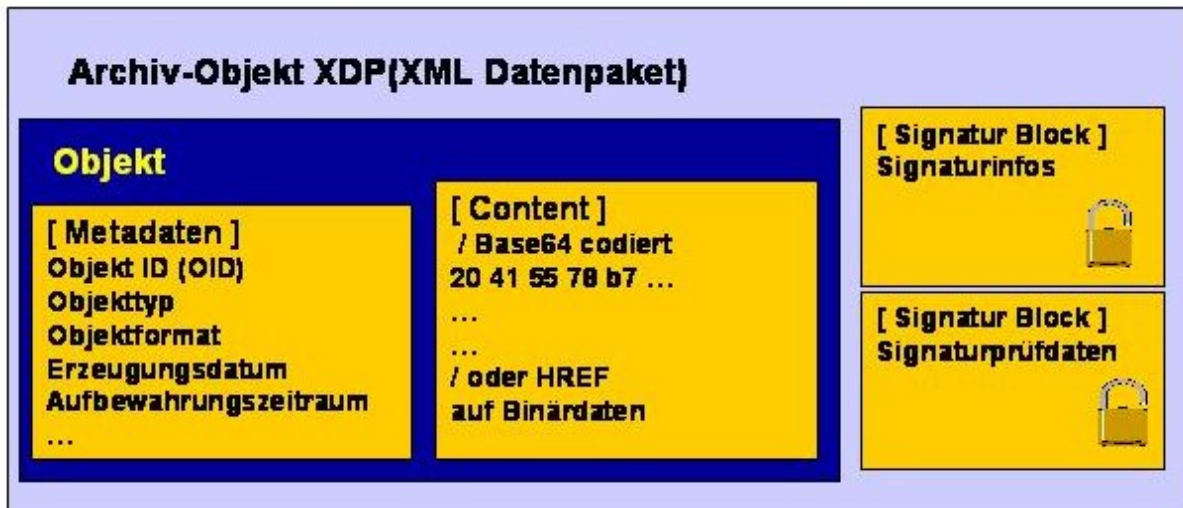 Archiv-Objekt XDP(XML Datenpaket)
Objekt
[ Metadaten ]
Objekt ID (OID)
Objekttyp
Objektformat
Erzeugungsdatum
Aufbewahrungszeitraum
...
[ Content ]
/ Base64 codiert
20 41 55 78 b7 ...
...
...
/ oder HREF
auf Binärdaten
[ Signatur Block ]
Signaturinfos
[ Signatur Block ]
Signaturprüfdaten